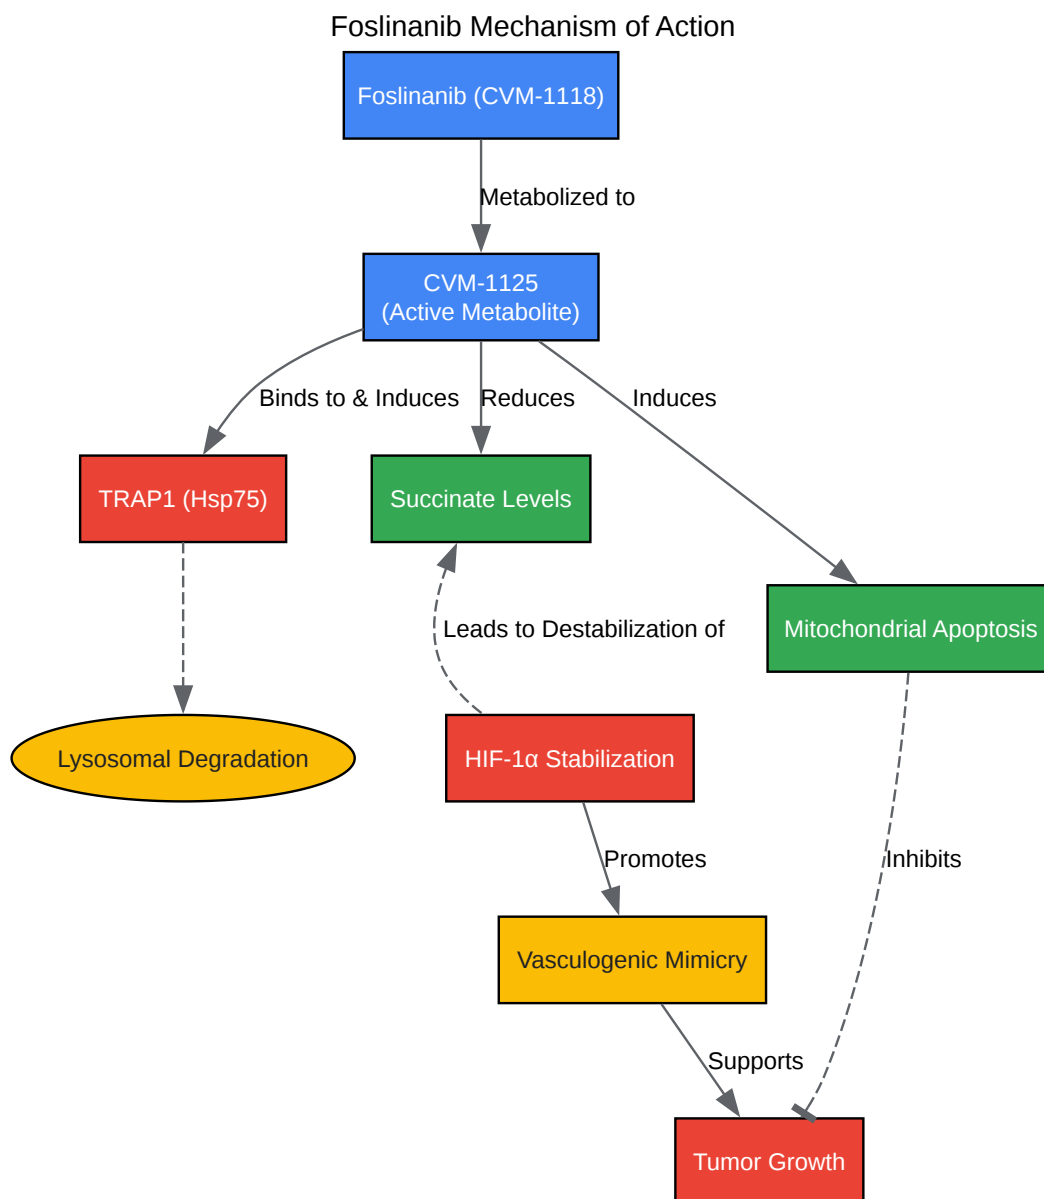 Foslinanib Mechanism of Action
Foslinanib (CVM-1118)
Metabolized to
CVM-1125
(Active Metabolite)
Binds to & Induces
Reduces
Induces
TRAP1 (Hsp75)
Succinate Levels
Mitochondrial Apoptosis
Leads to Destabilization of
Lysosomal Degradation
HIF-1α Stabilization
Promotes
Inhibits
Vasculogenic Mimicry
Supports
Tumor Growth